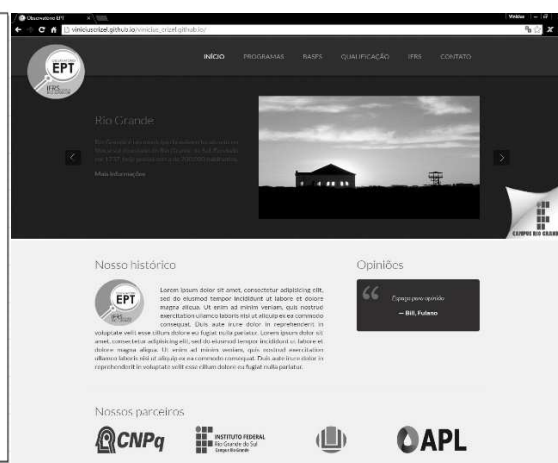 Observatório EPT
viniciuscrizel.github.io/vinicius_crizel.github.io/
EPT
IFRS
INÍCIO PROGRAMAS BASES QUALIFICAÇÃO IFRS CONTATO
Rio Grande
Mais informações
CAMPUS RIO GRANDE
Nosso histórico
EPT
IFRS
Lorem ipsum dolor sit amet, consectetur adipisicing elit,
sed do eiusmod tempor incididunt ut labore et dolore
magna aliqua. Ut enim ad minim veniam, quis nostrud
exercitation ullamco laboris nisi ut aliquip ex ea commodo
consequat. Duis aute irure dolor in reprehenderit in
voluptate velit esse cillum dolore eu fugiat nulla pariatur. Lorem ipsum dolor sit
amet, consectetur adipisicing elit, sed do eiusmod tempor incididunt ut labore et
dolore magna aliqua. Ut enim ad minim veniam, quis nostrud exercitation
ullamco laboris nisi ut aliquip ex ea commodo consequat. Duis aute irure dolor in
reprehenderit in voluptate velit esse cillum dolore eu fugiat nulla pariatur.
Opiniões
Espaço para opinião
— Bill, Fulano
Nossos parceiros
CNPq
INSTITUTO FEDERAL
Rio Grande do Sul
Campus Rio Grande
APL